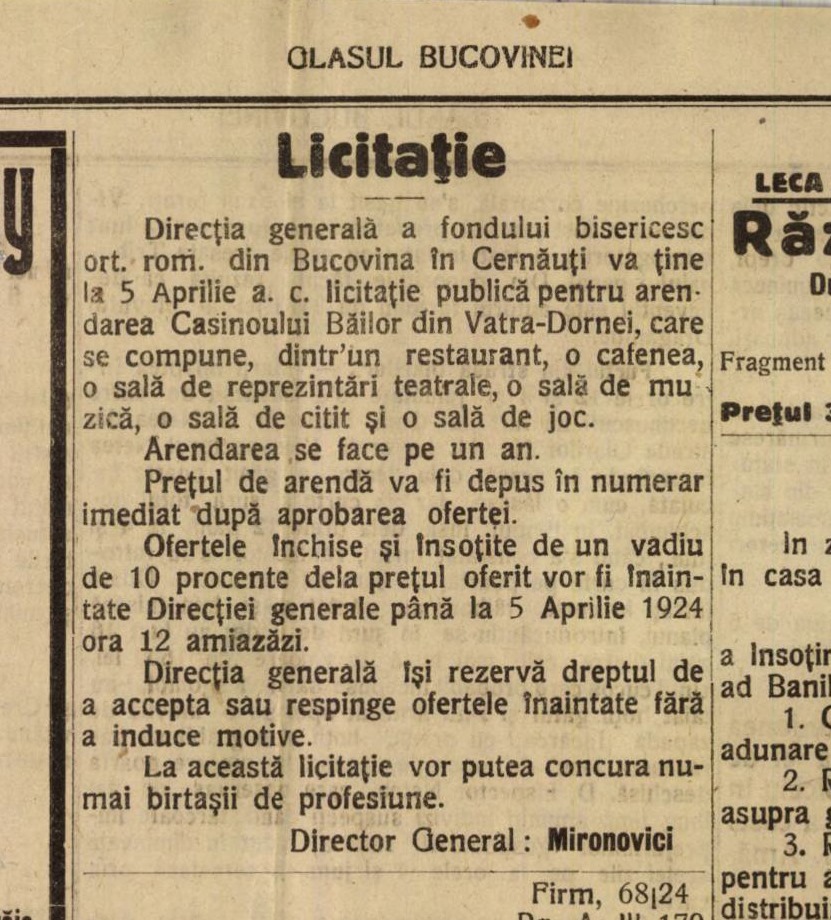 GLASUL BUCOVINEI
Licitaţie
Direcţia generală a fondului bisericesc
ort. rom. din Bucovina în Cernăuţi va ţine
la 5 Aprilie a. c. licitaţie publică pentru aren-
darea Casinoului Băilor din Vatra-Dornei, care
se compune, dintr'un restaurant, o cafenea,
o sală de reprezintări teatrale, o sală de mu
zică, o sală de citit şi o sală de joc.
Arendarea se face pe un an.
Preţul de arendă va fi depus în numerar
imediat după aprobarea ofertei.
Ofertele închise şi însoţite de un vadiu
de 10 procente dela preţul oferit vor fi înain-
tate Direcţiei generale până la 5 Aprilie 1924
ora 12 amiazăzi.
Direcţia generală îşi rezervă dreptul de
a accepta sau respinge ofertele înaintate fără
a induce motive.
La această licitaţie vor putea concura nu-
mai birtaşii de profesiune.
Director General : Mironovici
Firm, 68|24
LECA
Fragment
Preţul
In
în casa
a însoţir
ad Banil
1.
adunare
2.
asupra
3.
pentru
distribui